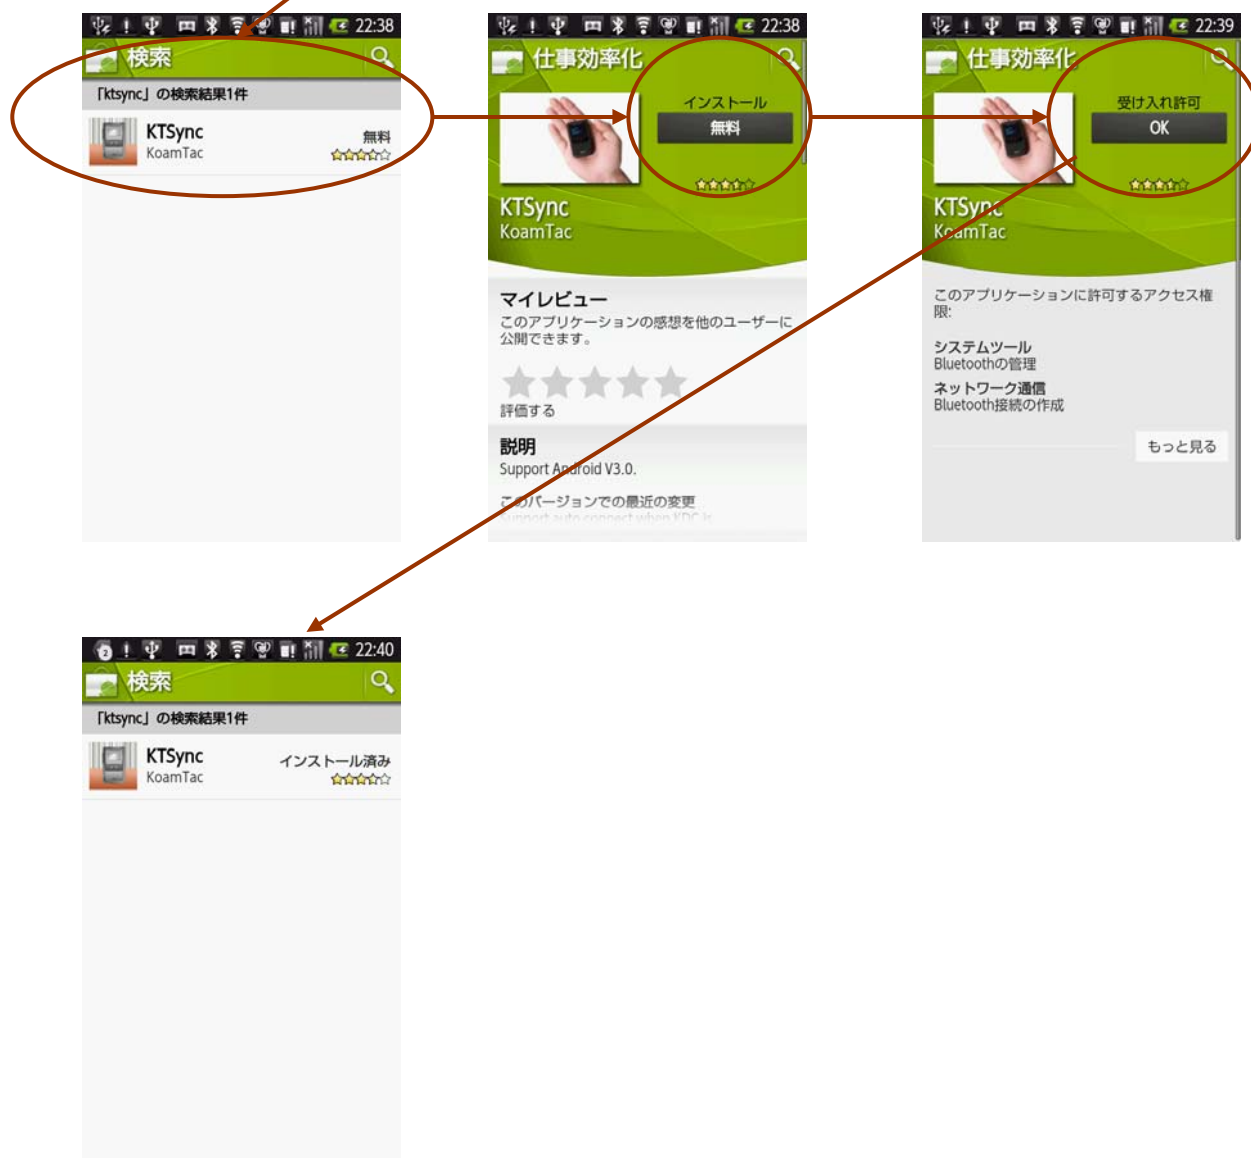 22:38
検索
「ktsync」の検索結果1件
KTSync
無料
KoamTac
22:38
仕事効率化
インストール
無料
KTSync
KoamTac
マイレビュー
このアプリケーションの感想を他のユーザーに
公開できます。
評価する
説明
Support Android V3.0.
このバージョンでの最近の変更
Support auto connect when KDC is
22:39
仕事効率化
受け入れ許可
OK
KTSync
KoamTac
このアプリケーションに許可するアクセス権
限:
システムツール
Bluetoothの管理
ネットワーク通信
Bluetooth接続の作成
もっと見る
22:40
検索
「ktsync」の検索結果1件
KTSync
インストール済み
KoamTac